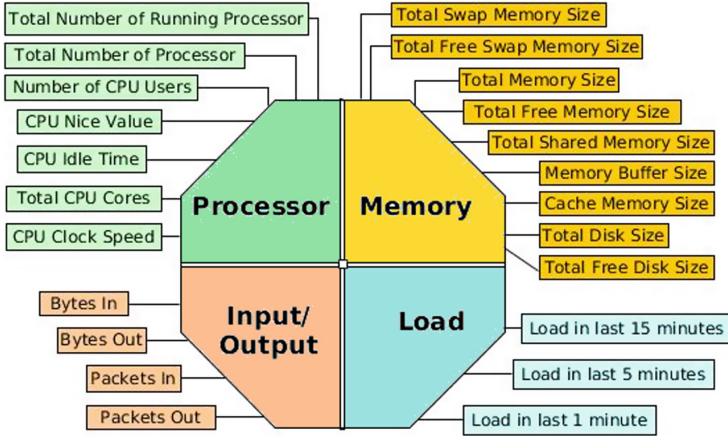 Total Number of Running Processor
Total Number of Processor
Number of CPU Users
CPU Nice Value
CPU Idle Time
Total CPU Cores
CPU Clock Speed
Processor
Total Swap Memory Size
Total Free Swap Memory Size
Total Memory Size
Total Free Memory Size
Total Shared Memory Size
Memory Buffer Size
Cache Memory Size
Total Disk Size
Total Free Disk Size
Memory
Bytes In
Bytes Out
Packets In
Packets Out
Input/
Output
Load
Load in last 15 minutes
Load in last 5 minutes
Load in last 1 minute